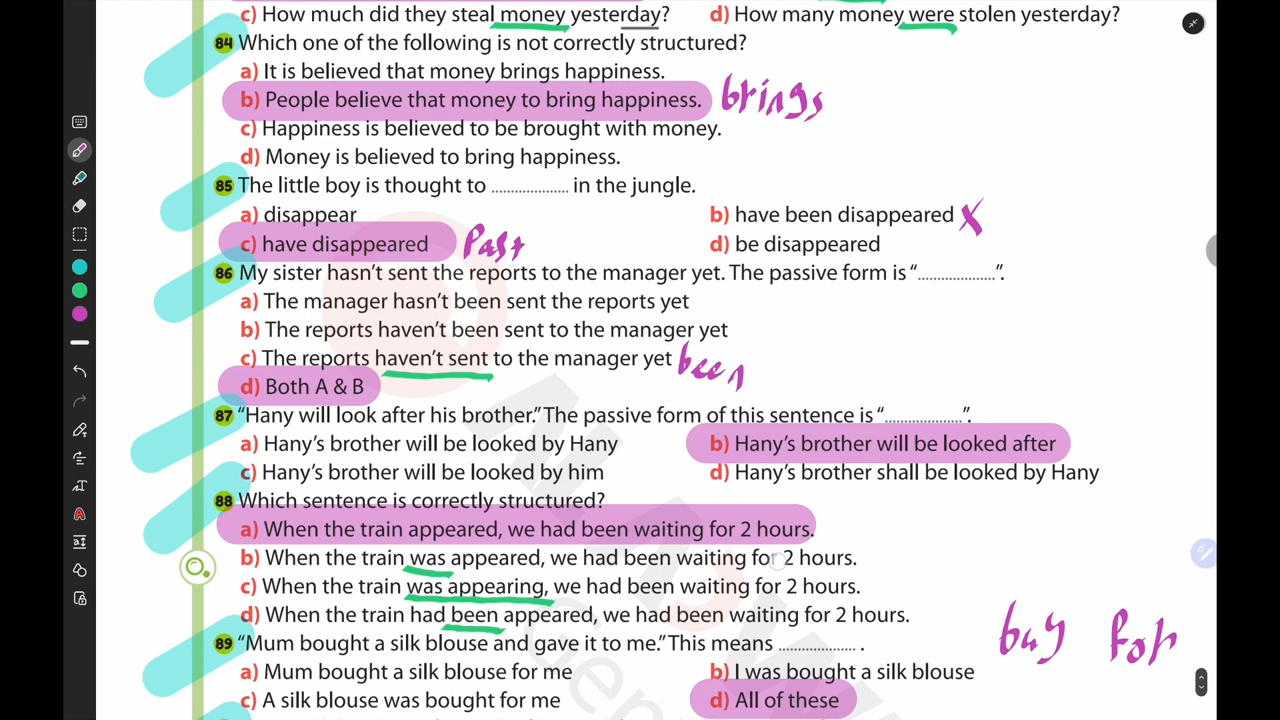 c) How much did they steal money yesterday? d) How many money were stolen yesterday?
84 Which one of the following is not correctly structured?
a) It is believed that money brings happiness.
b) People believe that money to bring happiness. brings
c) Happiness is believed to be brought with money.
d) Money is believed to bring happiness.
85 The little boy is thought to .................... in the jungle.
a) disappear b) have been disappeared X
c) have disappeared Past d) be disappeared
86 My sister hasn't sent the reports to the manager yet. The passive form is “....................”.
a) The manager hasn't been sent the reports yet
b) The reports haven't been sent to the manager yet
c) The reports haven't sent to the manager yet been
d) Both A & B
87 “Hany will look after his brother.” The passive form of this sentence is “....................”.
a) Hany's brother will be looked by Hany b) Hany's brother will be looked after
c) Hany's brother will be looked by him d) Hany's brother shall be looked by Hany
88 Which sentence is correctly structured?
a) When the train appeared, we had been waiting for 2 hours.
b) When the train was appeared, we had been waiting for 2 hours.
c) When the train was appearing, we had been waiting for 2 hours.
d) When the train had been appeared, we had been waiting for 2 hours.
buy for
89 “Mum bought a silk blouse and gave it to me.” This means .................... .
a) Mum bought a silk blouse for me b) I was bought a silk blouse
c) A silk blouse was bought for me d) All of these